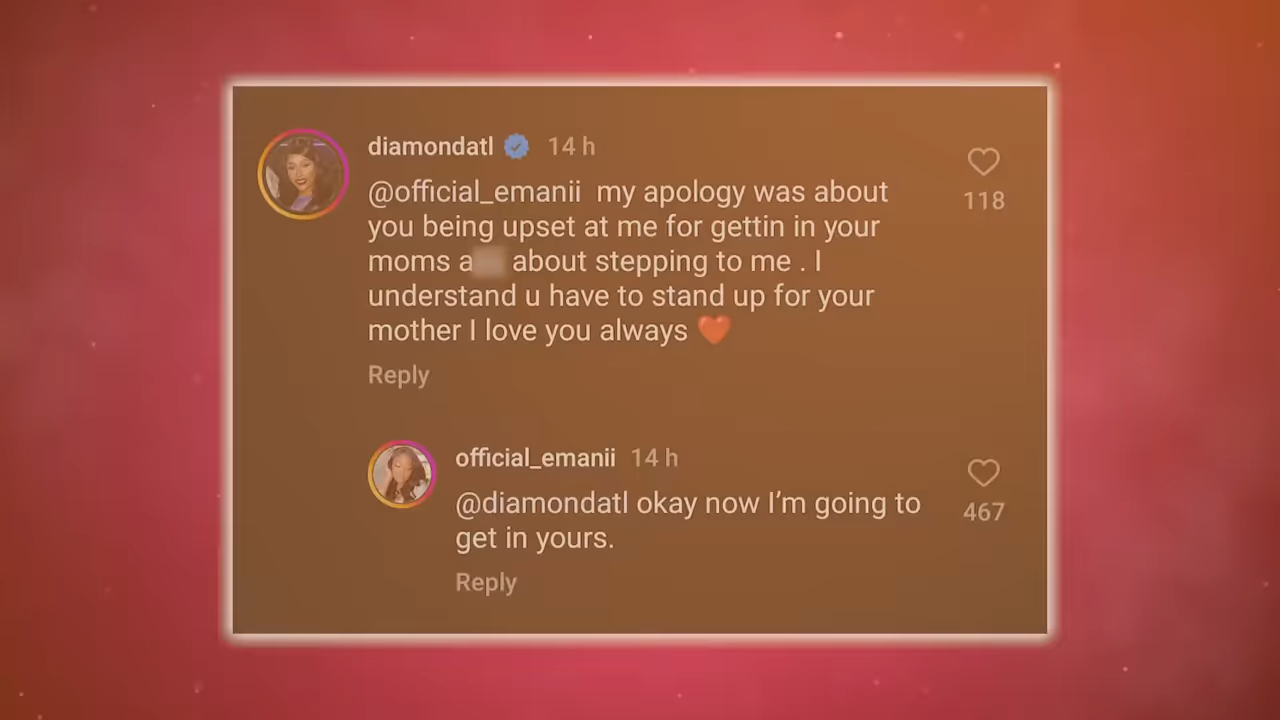 diamondatl 14 h
@official_emanii my apology was about
you being upset at me for gettin in your
moms a about stepping to me . I
understand u have to stand up for your
mother I love you always ❤️
118
Reply
official_emanii 14 h
@diamondatl okay now I'm going to
get in yours.
467
Reply